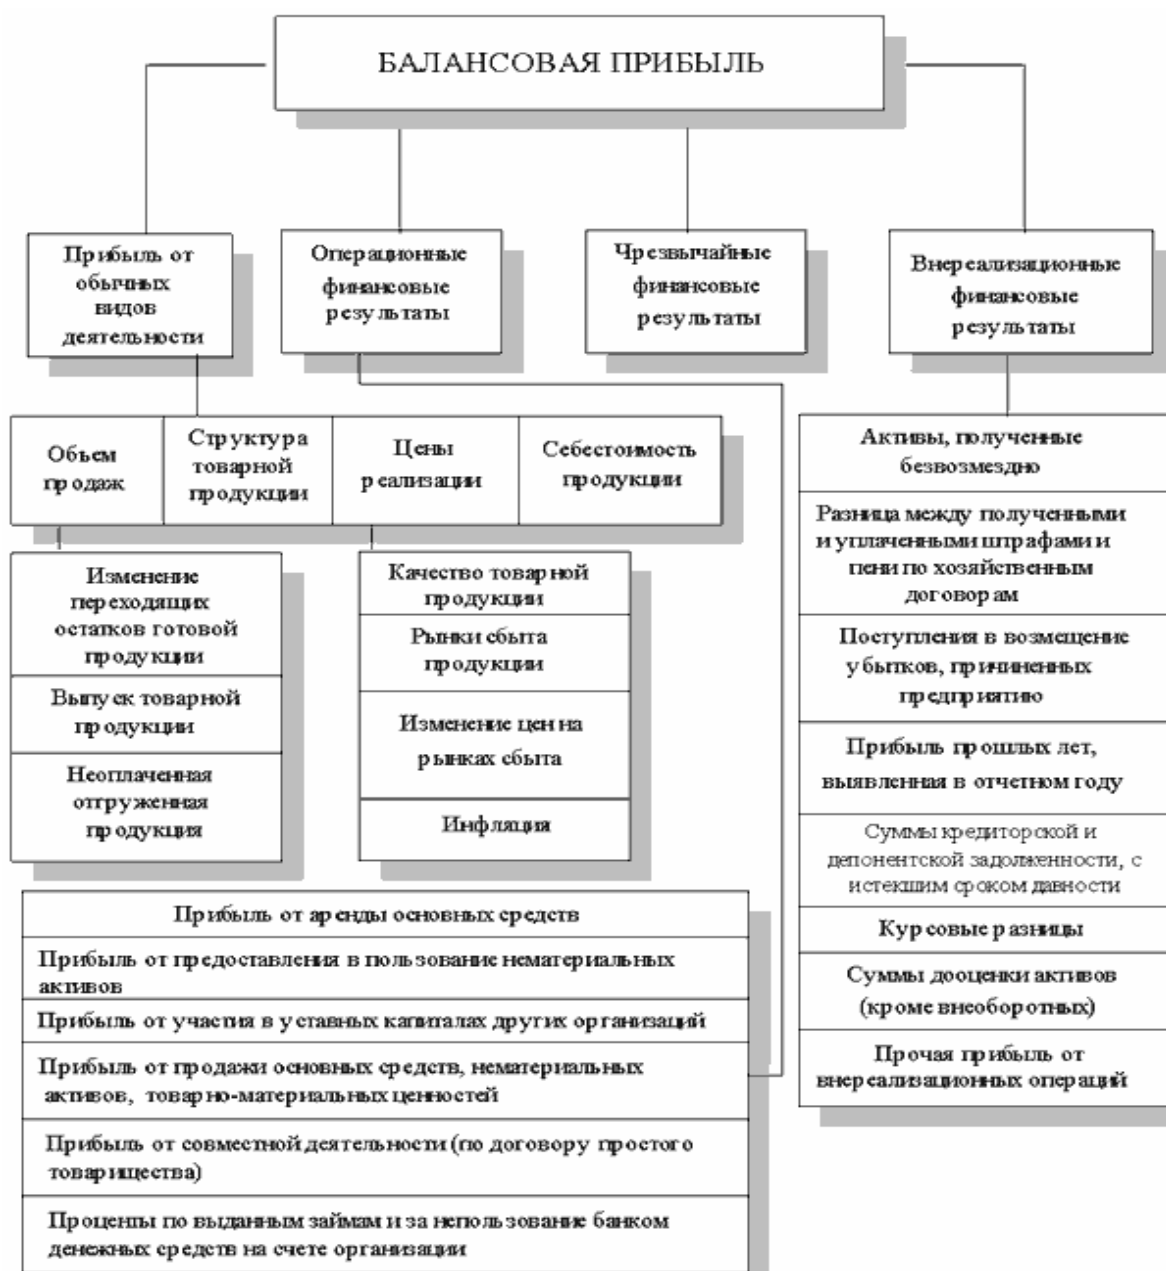 БАЛАНСОВАЯ ПРИБЫЛЬ
Прибыль от
обычных
видов
деятельности
Операционные
финансовые
результаты
Чрезвычайные
финансовые
результаты
Внереализационные
финансовые
результаты
Объем
продаж
Структура
товарной
продукции
Цены
реализации
Себестоимость
продукции
Изменение
переходящих
остатков готовой
продукции
Выпуск товарной
продукции
Неоплаченная
отгруженная
продукция
Качество товарной
продукции
Рынки сбыта
продукции
Изменение цен на
рынках сбыта
Инфляция
Активы, полученные
безвозмездно
Разница между полученными
и уплаченными штрафами и
пени по хозяйственным
договорам
Поступления в возмещение
убытков, причиненных
предприятию
Прибыль прошлых лет,
выявленная в отчетном году
Суммы кредиторской и
депонентской задолженности, с
истекшим сроком давности
Курсовые разницы
Суммы дооценки активов
(кроме внеоборотных)
Прочая прибыль от
внереализационных операций
Прибыль от аренды основных средств
Прибыль от предоставления в пользование нематериальных
активов
Прибыль от участия в уставных капиталах других организаций
Прибыль от продажи основных средств, нематериальных
активов, товарно-материальных ценностей
Прибыль от совместной деятельности (по договору простого
товарищества)
Проценты по выданным займам и за непользование банком
денежных средств на счете организации